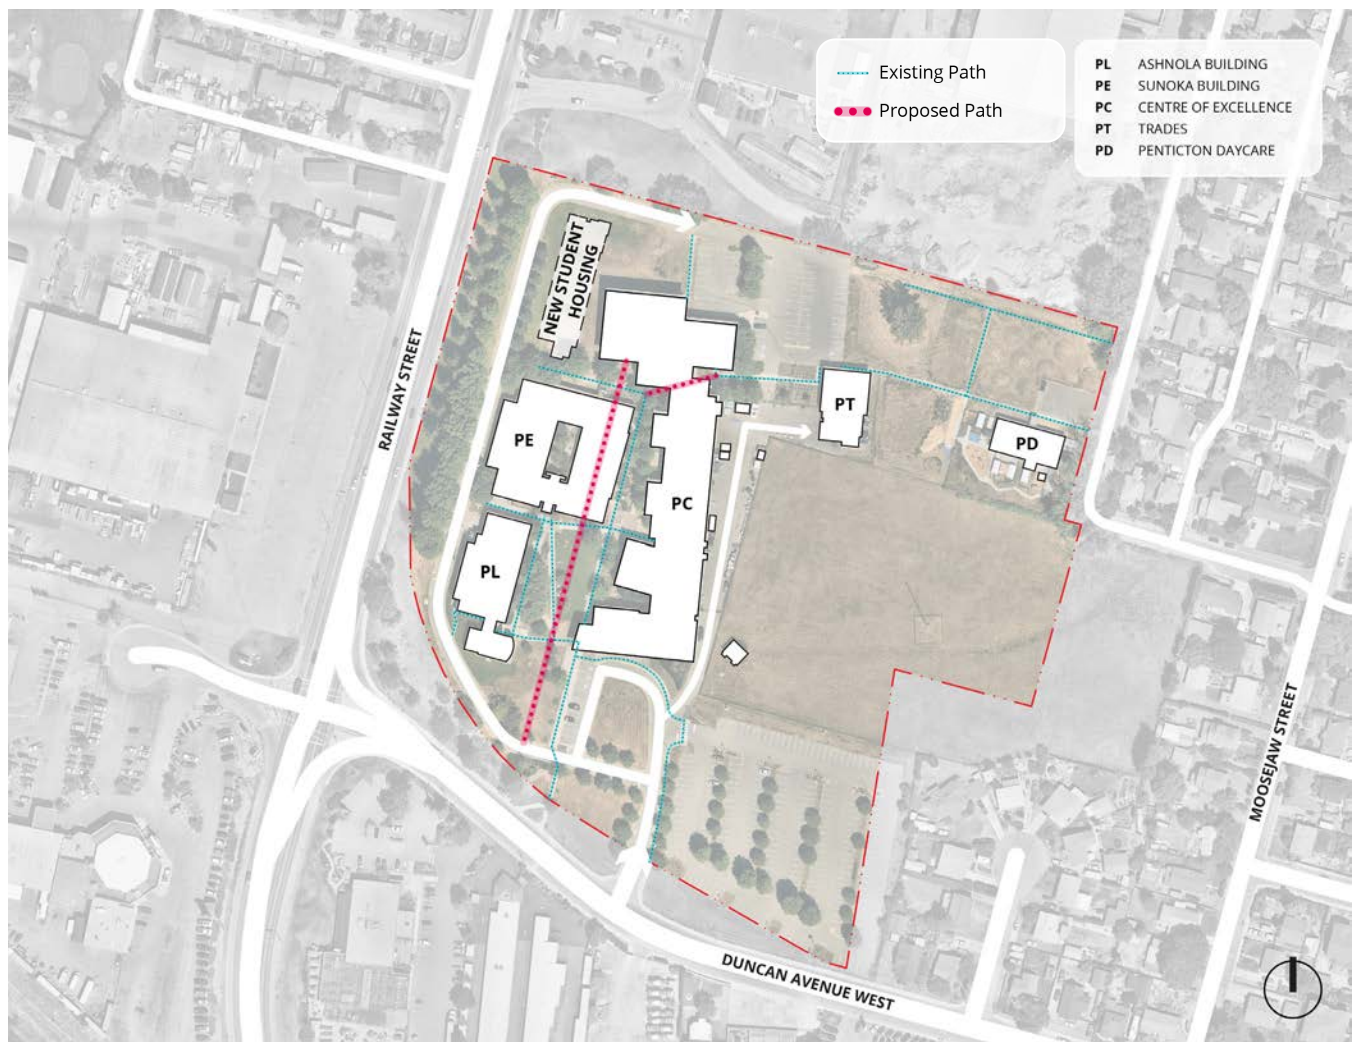 Existing Path
Proposed Path
PL ASHNOLA BUILDING
PE SUNOKA BUILDING
PC CENTRE OF EXCELLENCE
PT TRADES
PD PENTICTON DAYCARE
NEW STUDENT
HOUSING
RAILWAY STREET
PE
PT
PD
PC
PL
MOOSEJAW STREET
DUNCAN AVENUE WEST